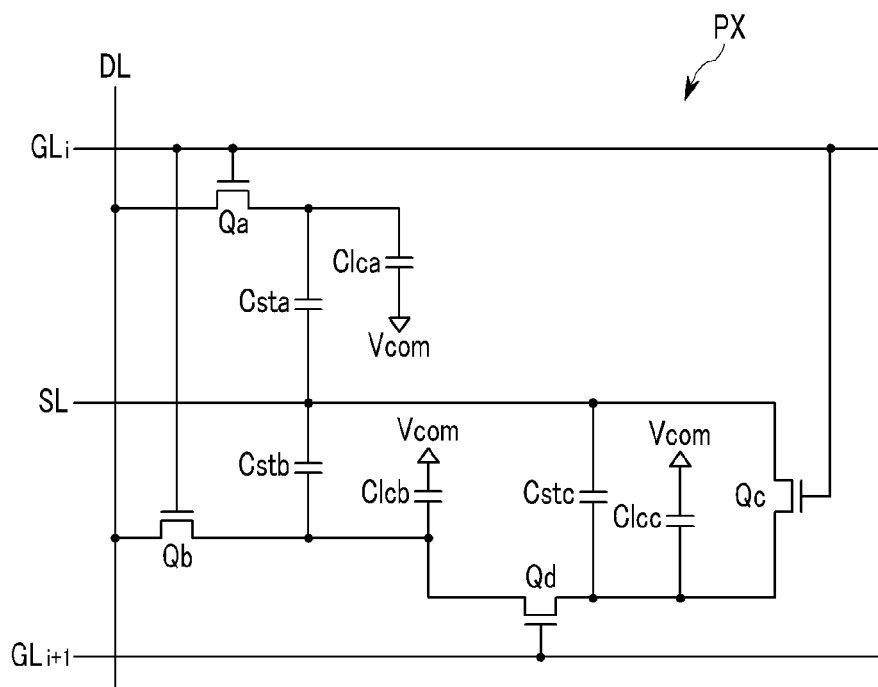 PX
DL
GLi
Qa
Clca
Csta
Vcom
SL
Vcom
Vcom
Cstb
Clcb
Cstc
Clcc
Qc
Qb
Qd
GLi+1